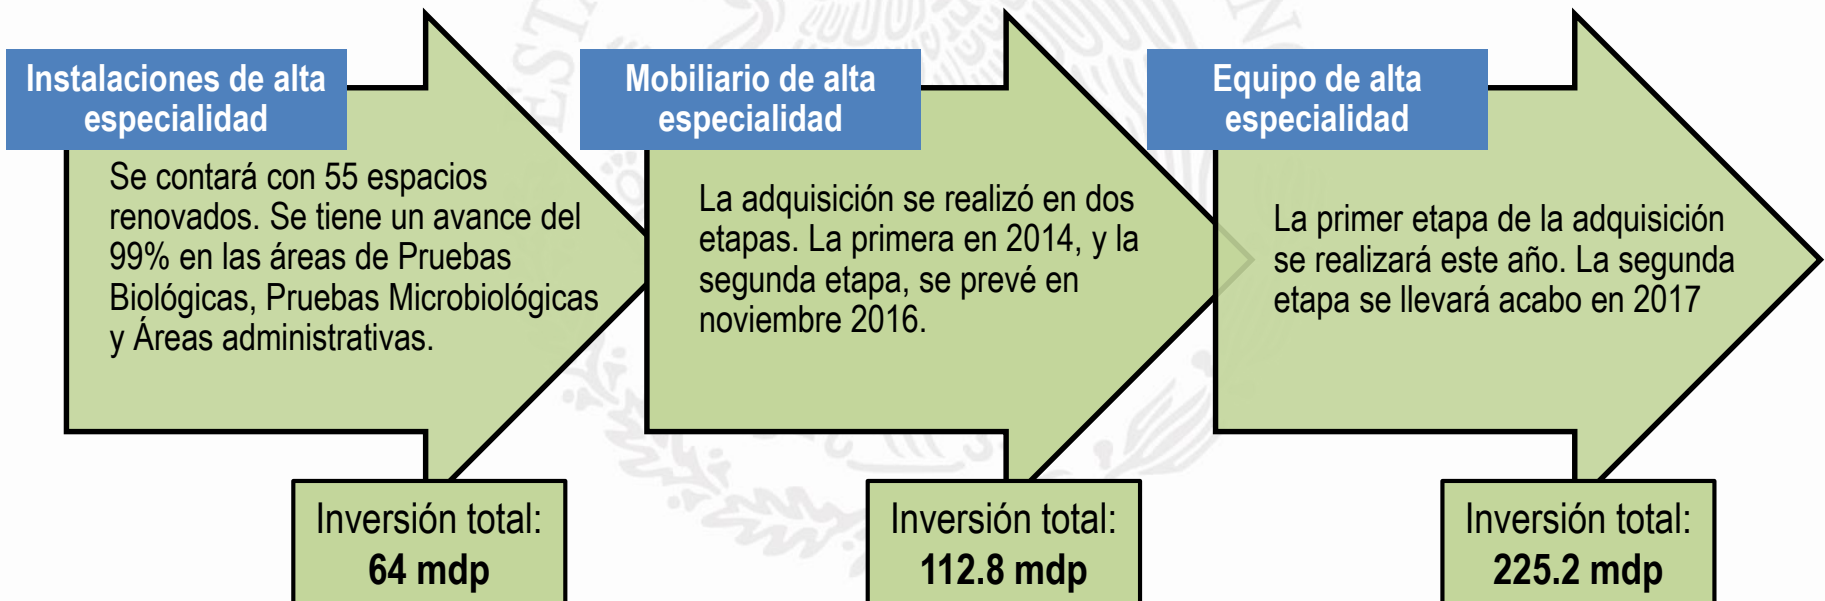 Instalaciones de alta
especialidad
Se contará con 55 espacios
renovados. Se tiene un avance del
99% en las áreas de Pruebas
Biológicas, Pruebas Microbiológicas
y Áreas administrativas.
Inversión total:
64 mdp
Mobiliario de alta
especialidad
La adquisición se realizó en dos
etapas. La primera en 2014, y la
segunda etapa, se prevé en
noviembre 2016.
Inversión total:
112.8 mdp
Equipo de alta
especialidad
La primer etapa de la adquisición
se realizará este año. La segunda
etapa se llevará acabo en 2017
Inversión total:
225.2 mdp